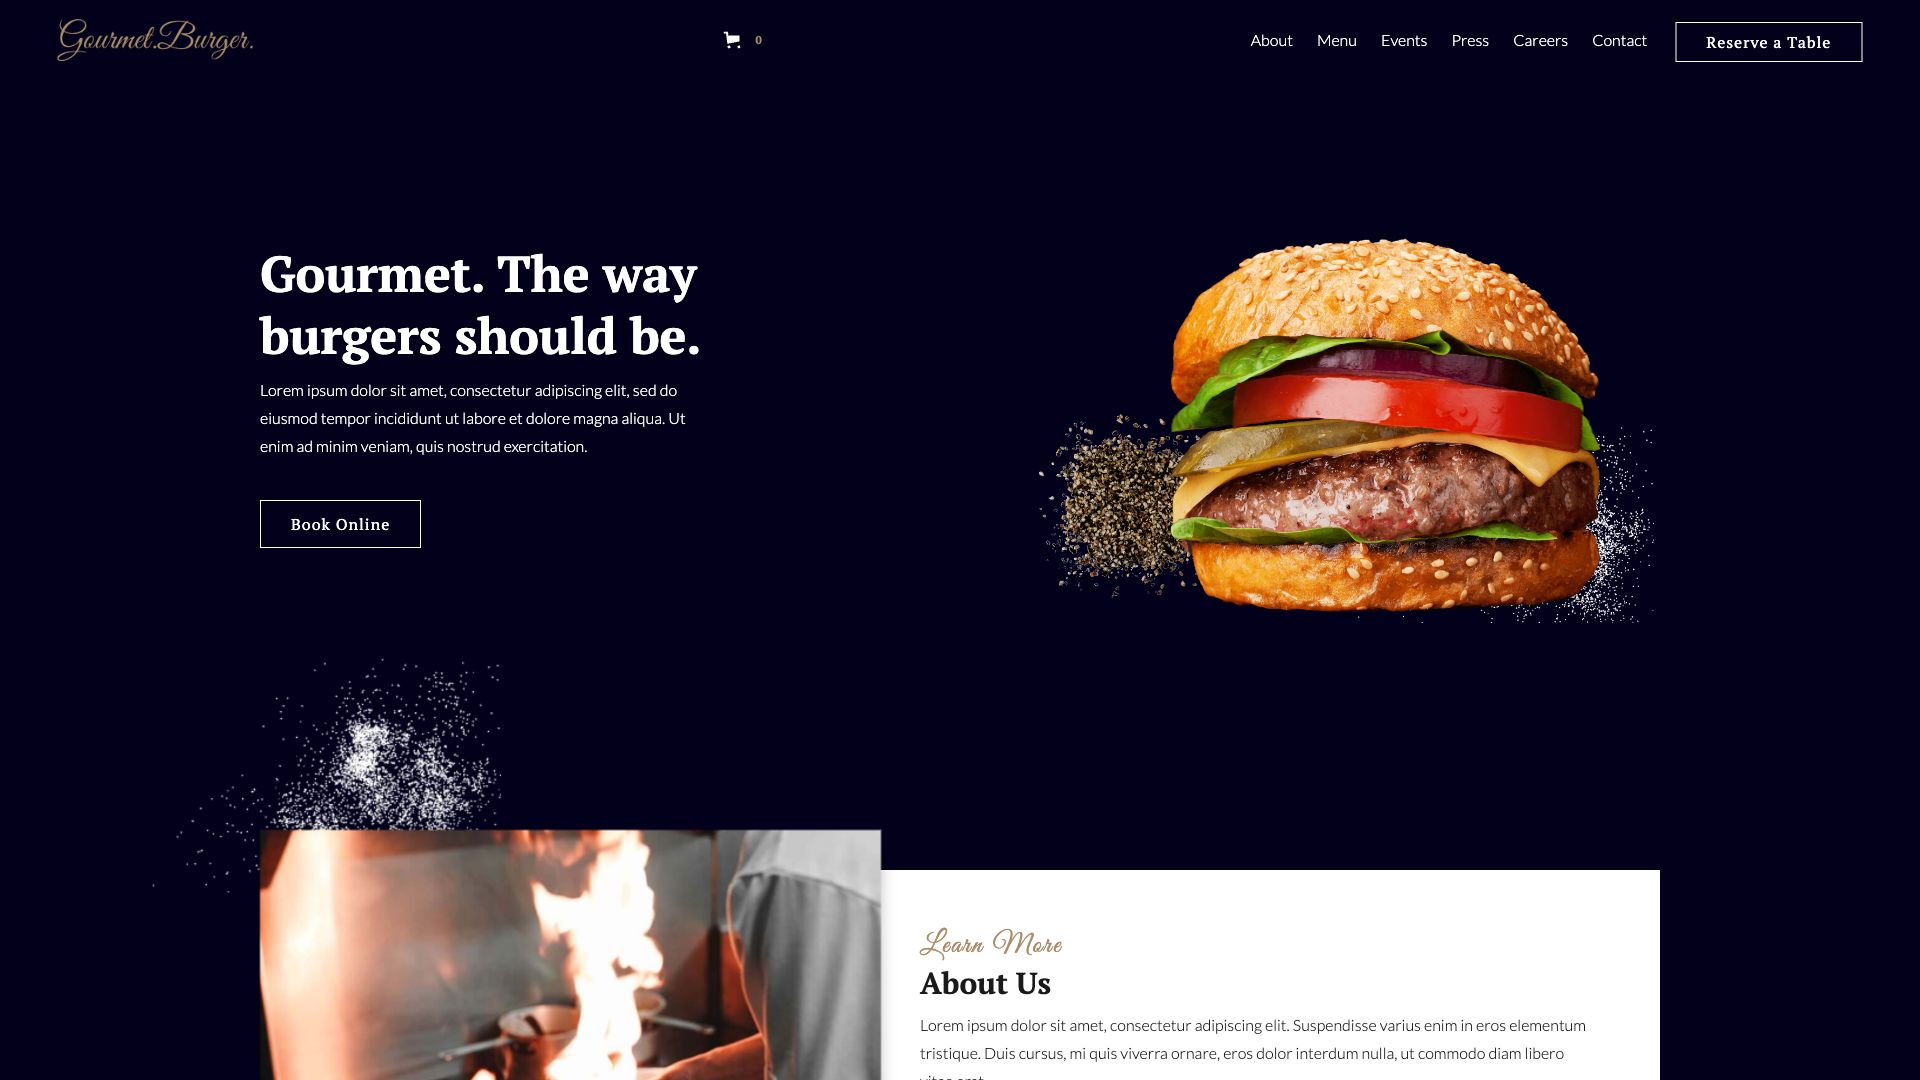 Gourmet.Burger.
0
About
Menu
Events
Press
Careers
Contact
Reserve a Table
Gourmet. The way
burgers should be.
Lorem ipsum dolor sit amet, consectetur adipiscing elit, sed do
eiusmod tempor incididunt ut labore et dolore magna aliqua. Ut
enim ad minim veniam, quis nostrud exercitation.
Book Online
Learn More
About Us
Lorem ipsum dolor sit amet, consectetur adipiscing elit. Suspendisse varius enim in eros elementum
tristique. Duis cursus, mi quis viverra ornare, eros dolor interdum nulla, ut commodo diam libero